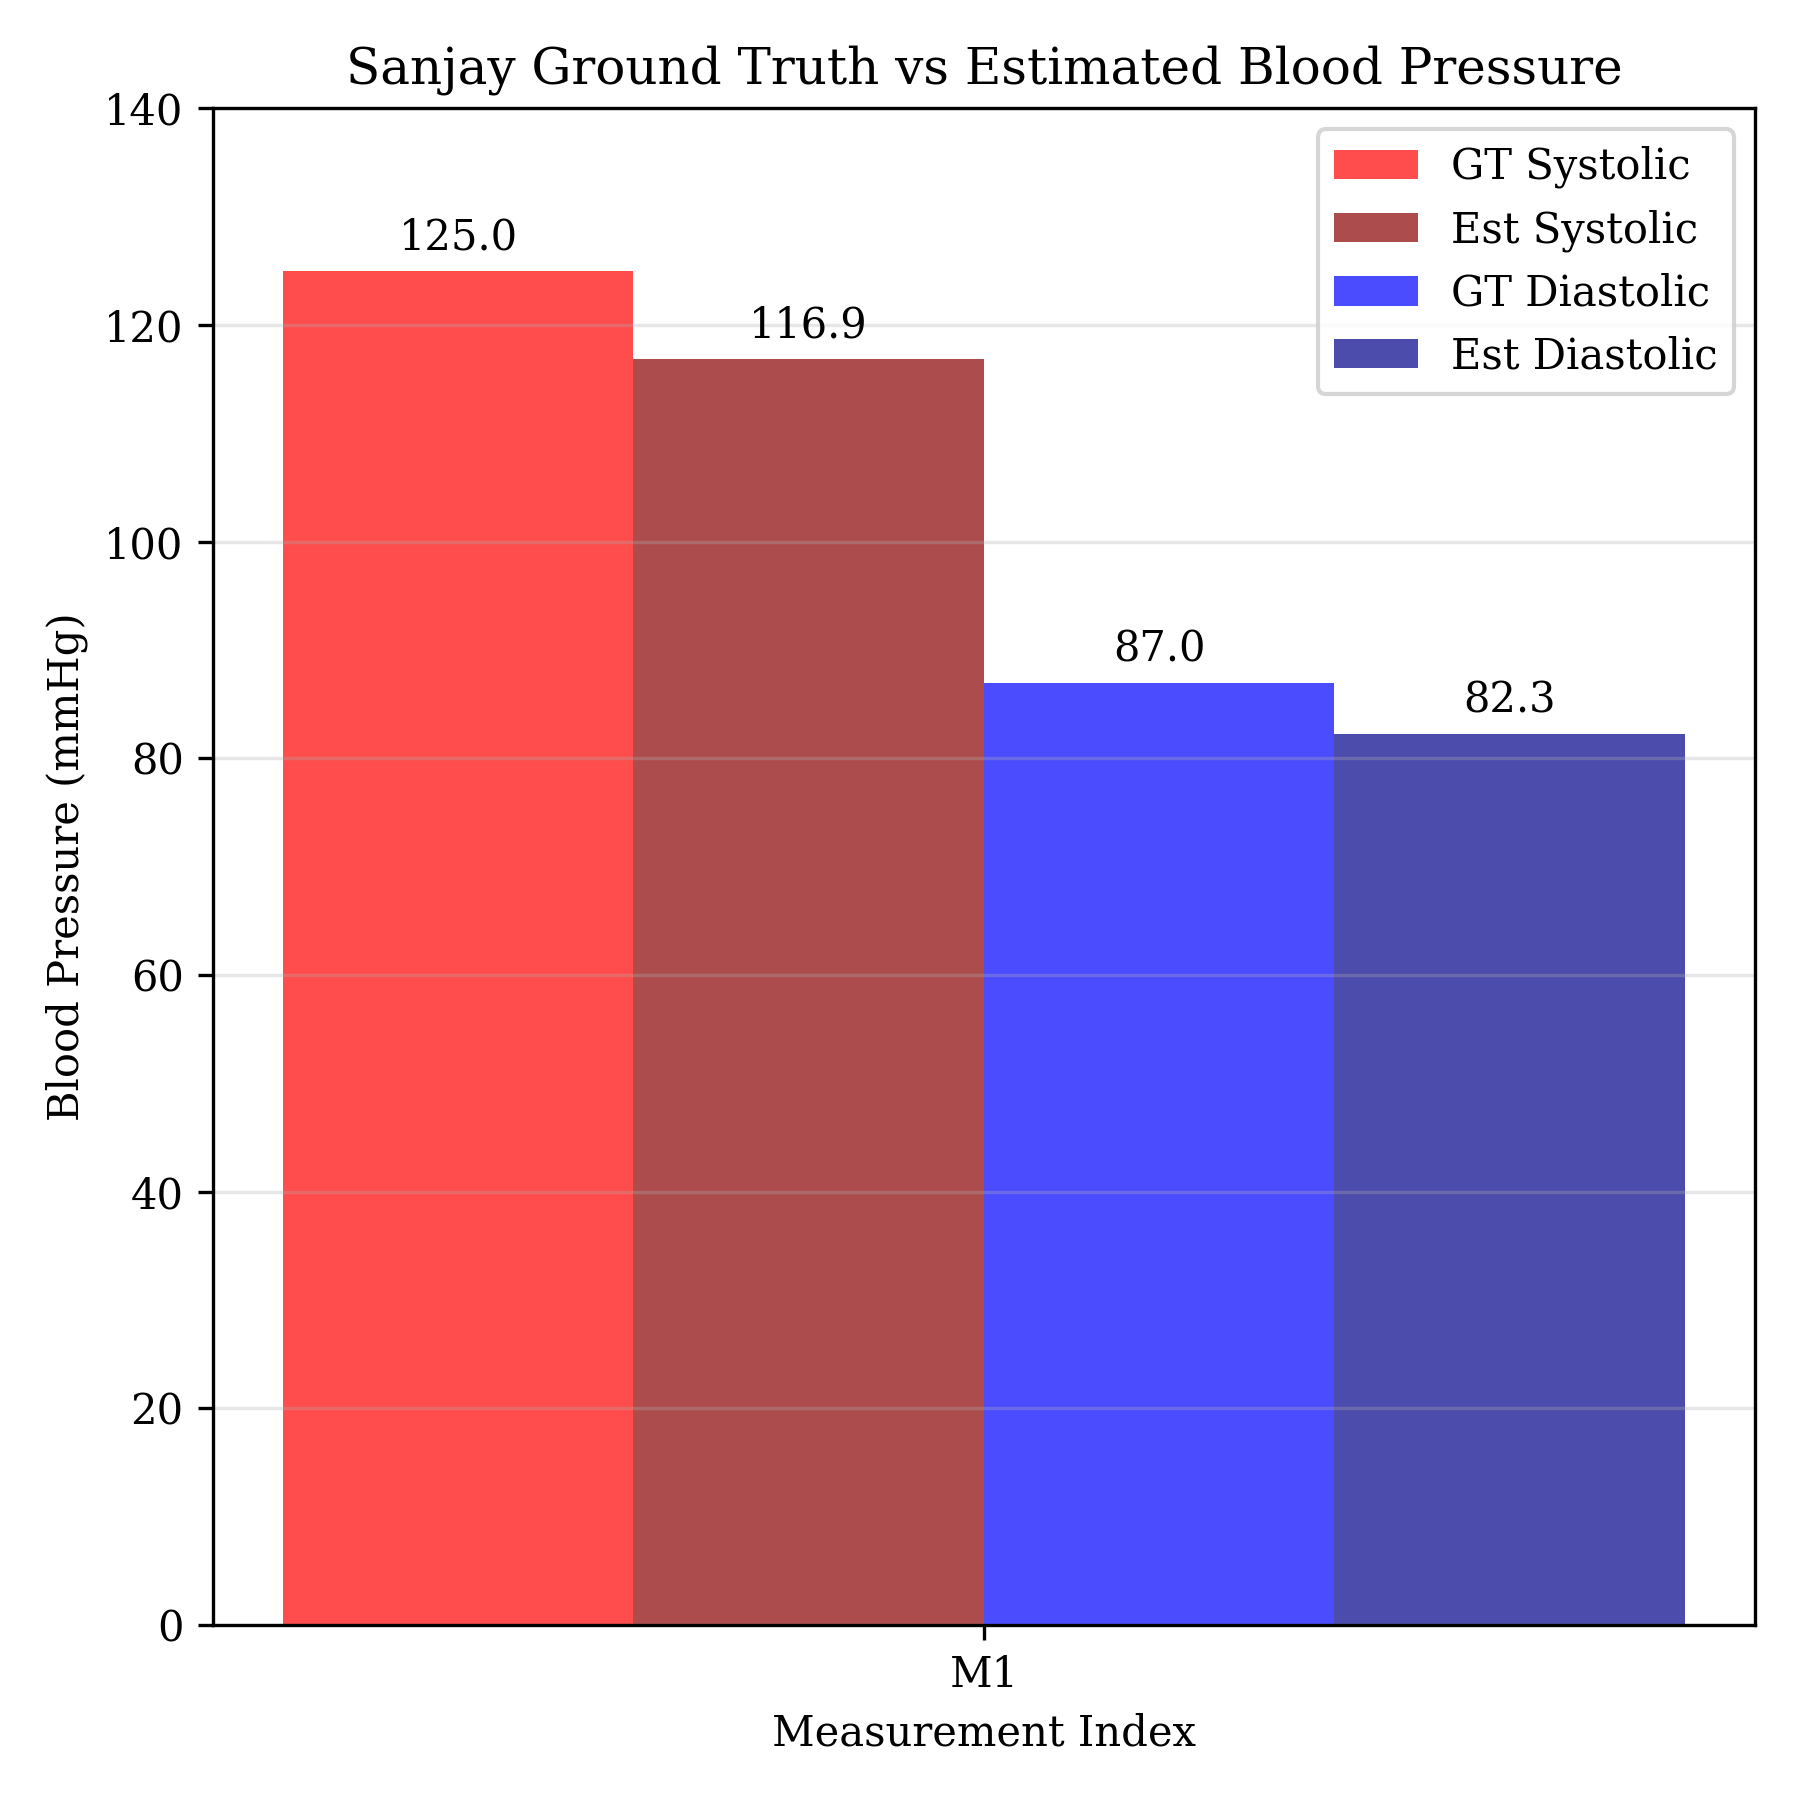 Sanjay Ground Truth vs Estimated Blood Pressure
140
120
100
80
60
40
20
0
Blood Pressure (mmHg)
125.0
116.9
87.0
82.3
GT Systolic
Est Systolic
GT Diastolic
Est Diastolic
M1
Measurement Index